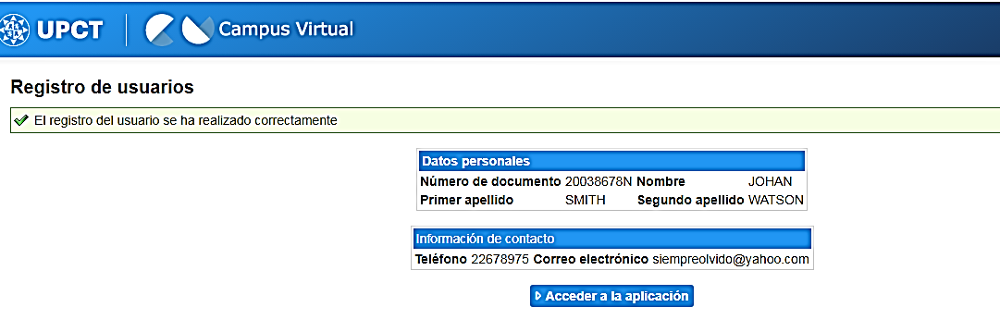 UPCT Campus Virtual
Registro de usuarios
El registro del usuario se ha realizado correctamente
Datos personales
Número de documento 20038678N Nombre JOHAN
Primer apellido SMITH Segundo apellido WATSON
Información de contacto
Teléfono 22678975 Correo electrónico siempreolvido@yahoo.com
Acceder a la aplicación